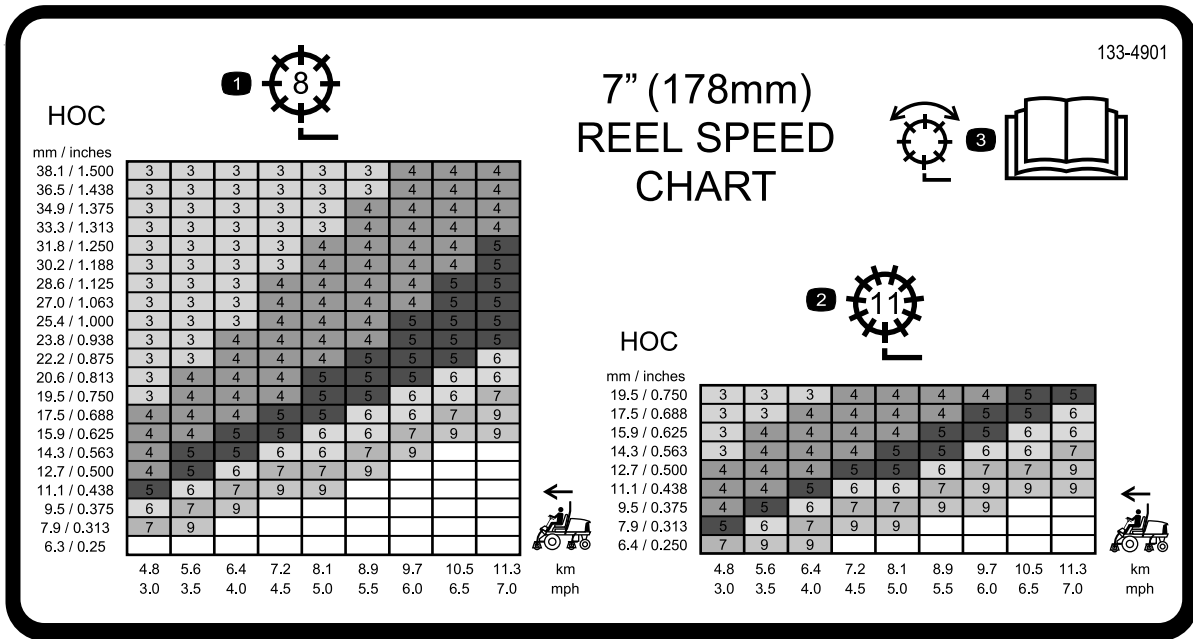 133-4901
7” (178mm)
REEL SPEED
CHART
1
8
3
HOC
mm / inches
38.1 / 1.500 3 3 3 3 3 3 4 4 4
36.5 / 1.438 3 3 3 3 3 3 4 4 4
34.9 / 1.375 3 3 3 3 3 4 4 4 4
33.3 / 1.313 3 3 3 3 3 4 4 4 4
31.8 / 1.250 3 3 3 3 4 4 4 4 5
30.2 / 1.188 3 3 3 3 4 4 4 4 5
28.6 / 1.125 3 3 3 4 4 4 4 5 5
27.0 / 1.063 3 3 3 4 4 4 4 5 5
25.4 / 1.000 3 3 3 4 4 4 5 5 5
23.8 / 0.938 3 3 4 4 4 4 5 5 5
22.2 / 0.875 3 3 4 4 4 5 5 5 6
20.6 / 0.813 3 4 4 4 5 5 5 6 6
19.5 / 0.750 3 4 4 4 5 5 6 6 7
17.5 / 0.688 4 4 4 5 5 6 6 7 9
15.9 / 0.625 4 4 5 5 6 6 7 9 9
14.3 / 0.563 4 5 5 6 6 7 9
12.7 / 0.500 4 5 6 7 7 9
11.1 / 0.438 5 6 7 9 9
9.5 / 0.375 6 7 9
7.9 / 0.313 7 9
6.3 / 0.25
4.8 5.6 6.4 7.2 8.1 8.9 9.7 10.5 11.3 km
3.0 3.5 4.0 4.5 5.0 5.5 6.0 6.5 7.0 mph
2
11
HOC
mm / inches
19.5 / 0.750 3 3 3 4 4 4 4 5 5
17.5 / 0.688 3 3 4 4 4 4 5 5 6
15.9 / 0.625 3 4 4 4 4 5 5 6 6
14.3 / 0.563 3 4 4 4 5 5 6 6 7
12.7 / 0.500 4 4 4 5 5 6 7 7 9
11.1 / 0.438 4 4 5 6 6 7 9 9 9
9.5 / 0.375 4 5 6 7 7 9 9
7.9 / 0.313 5 6 7 9 9
6.4 / 0.250 7 9 9
4.8 5.6 6.4 7.2 8.1 8.9 9.7 10.5 11.3 km
3.0 3.5 4.0 4.5 5.0 5.5 6.0 6.5 7.0 mph